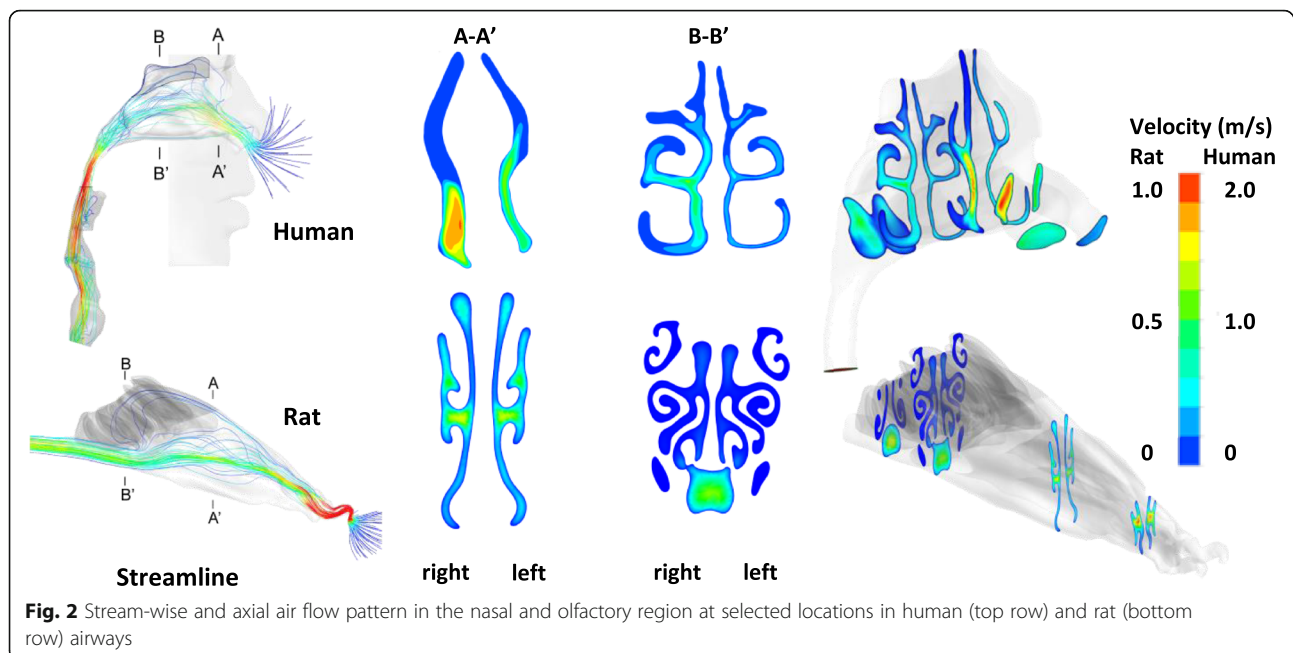 B A
A-A’ B-B’
Velocity (m/s)
Rat Human
1.0 2.0
B’ A’
Human
0.5 1.0
B
A
Rat
0 0
B’
A’
Streamline
right left right left
Fig. 2 Stream-wise and axial air flow pattern in the nasal and olfactory region at selected locations in human (top row) and rat (bottom
row) airways